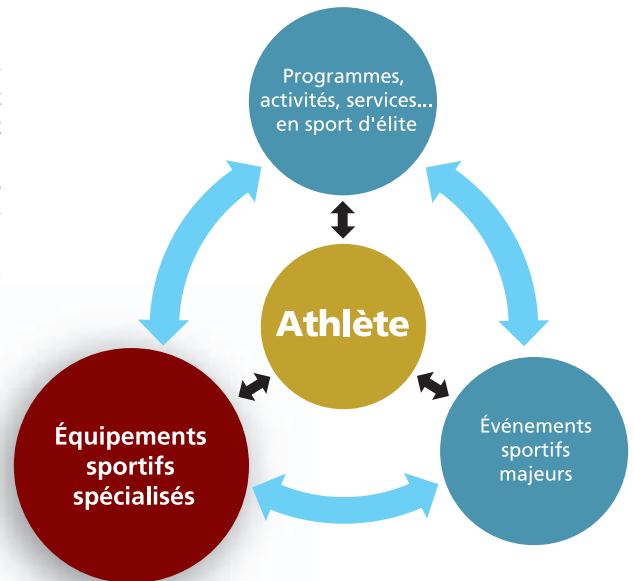 Programmes,
activités, services...
en sport d'élite
Athlète
Équipements
sportifs
spécialisés
Événements
sportifs
majeurs